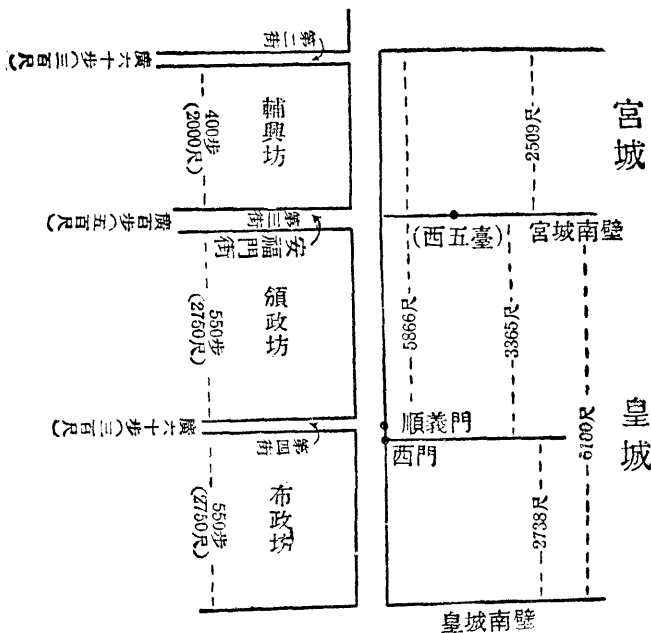 第二街
廣六十步(三百尺)
輔興坊
400步
(2000尺)
第三街
安福門街
廣百步(五百尺)
頒政坊
550步
(2750尺)
第四街
廣六十步(三百尺)
布政坊
550步
(2750尺)
宮城
2509尺
(西五臺)
宮城南壁
5866尺
3365尺
6100尺
皇城
順義門
西門
2738尺
皇城南壁